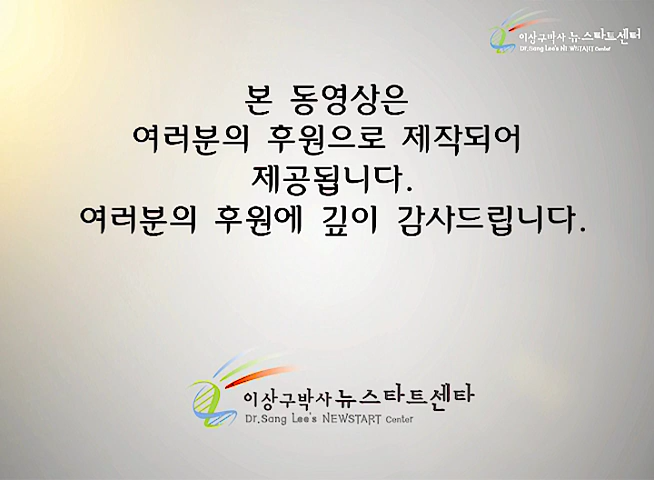 이상구박사 뉴스타트센터
Dr.Sang Lee's NEWSTART Center
본 동영상은
여러분의 후원으로 제작되어
제공됩니다.
여러분의 후원에 깊이 감사드립니다.
이상구박사 뉴스타트센타
Dr.Sang Lee's NEWSTART Center